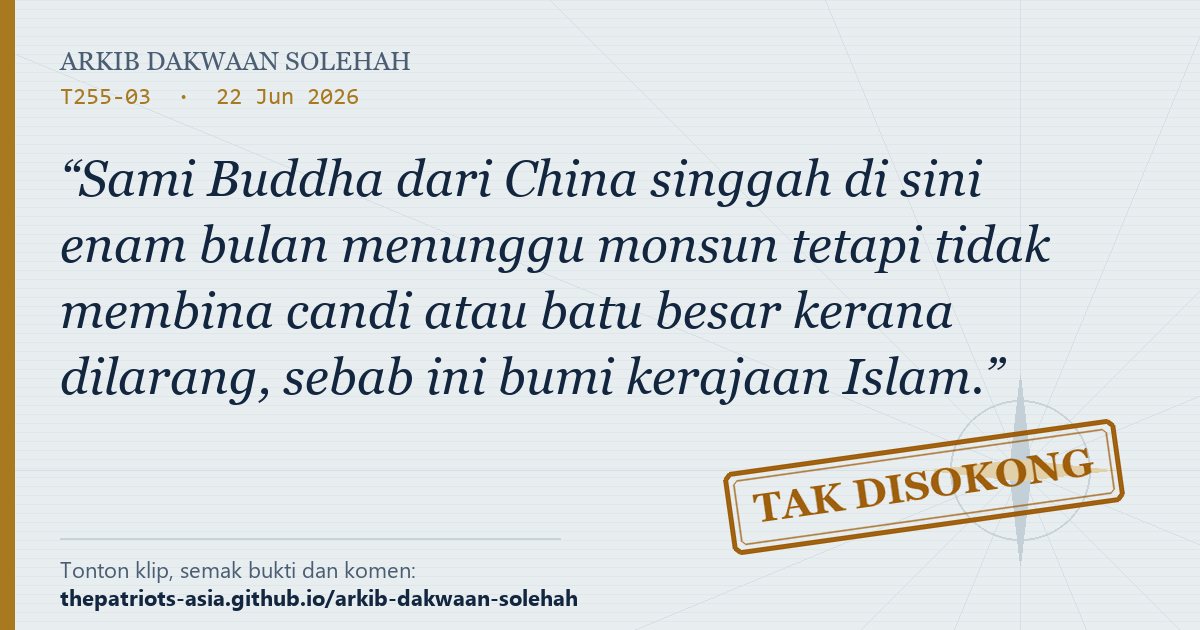 ARKIB DAKWAAN SOLEHAH
T255-03 · 22 Jun 2026
“Sami Buddha dari China singgah di sini
enam bulan menunggu monsun tetapi tidak
membina candi atau batu besar kerana
dilarang, sebab ini bumi kerajaan Islam.”
TAK DISOKONG
Tonton klip, semak bukti dan komen:
thepatriots-asia.github.io/arkib-dakwaan-solehah